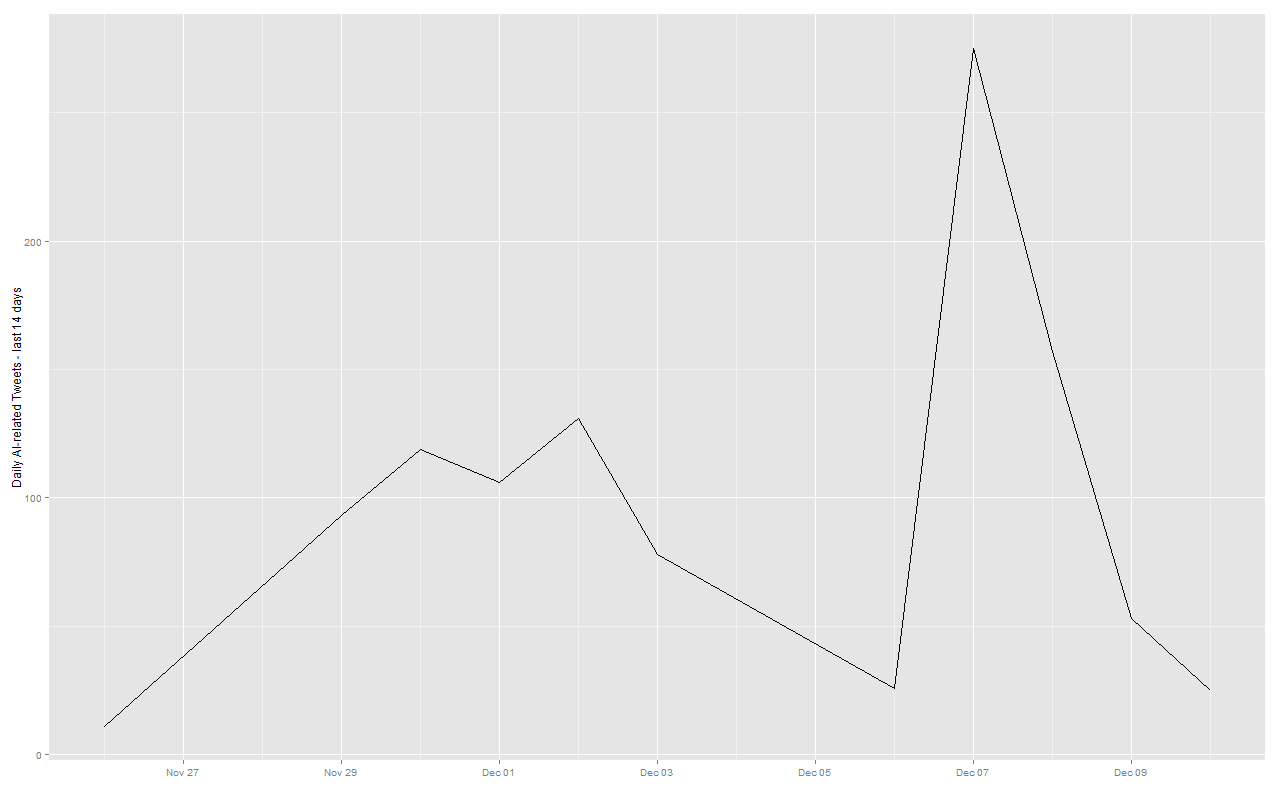 Daily AI-related Tweets - last 14 days
200
100
0
Nov 27
Nov 29
Dec 01
Dec 03
Dec 05
Dec 07
Dec 09